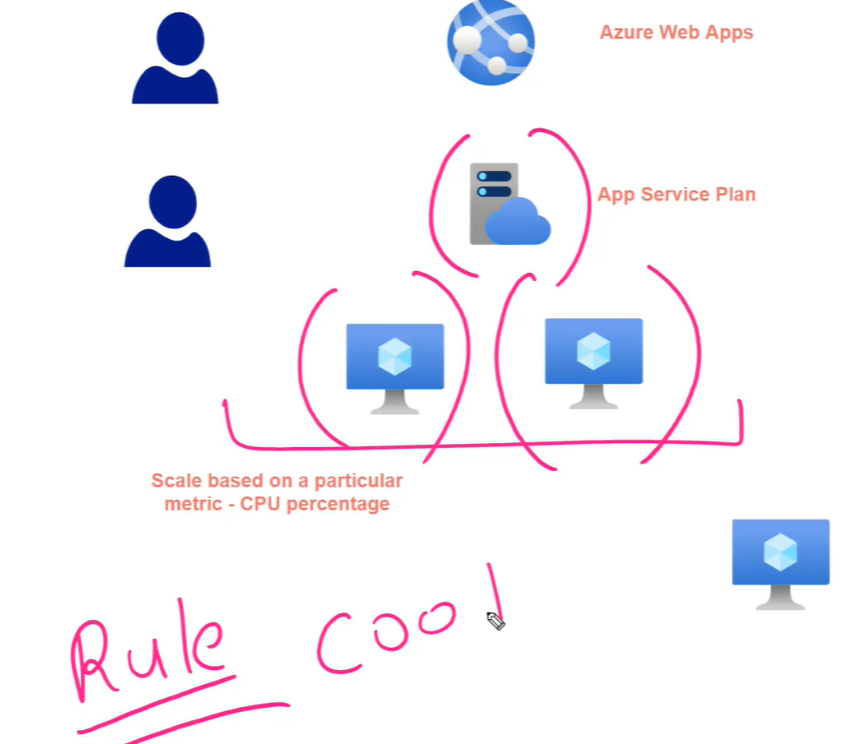 Azure Web Apps
App Service Plan
Scale based on a particular
metric - CPU percentage
Rule cool